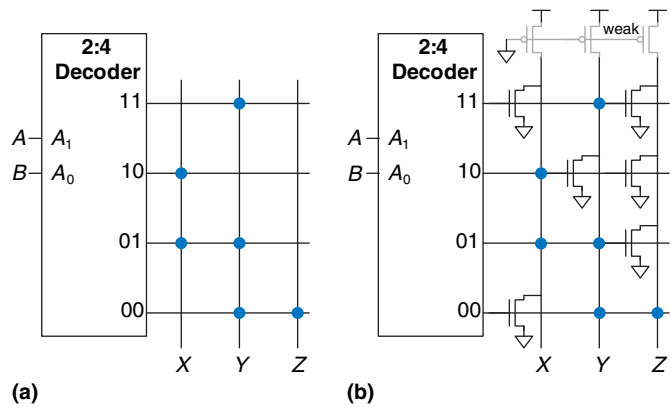 2:4
Decoder
11
A A1
B A0
10
01
00
X Y Z
(a)
weak
2:4
Decoder
11
A A1
B A0
10
01
00
X Y Z
(b)